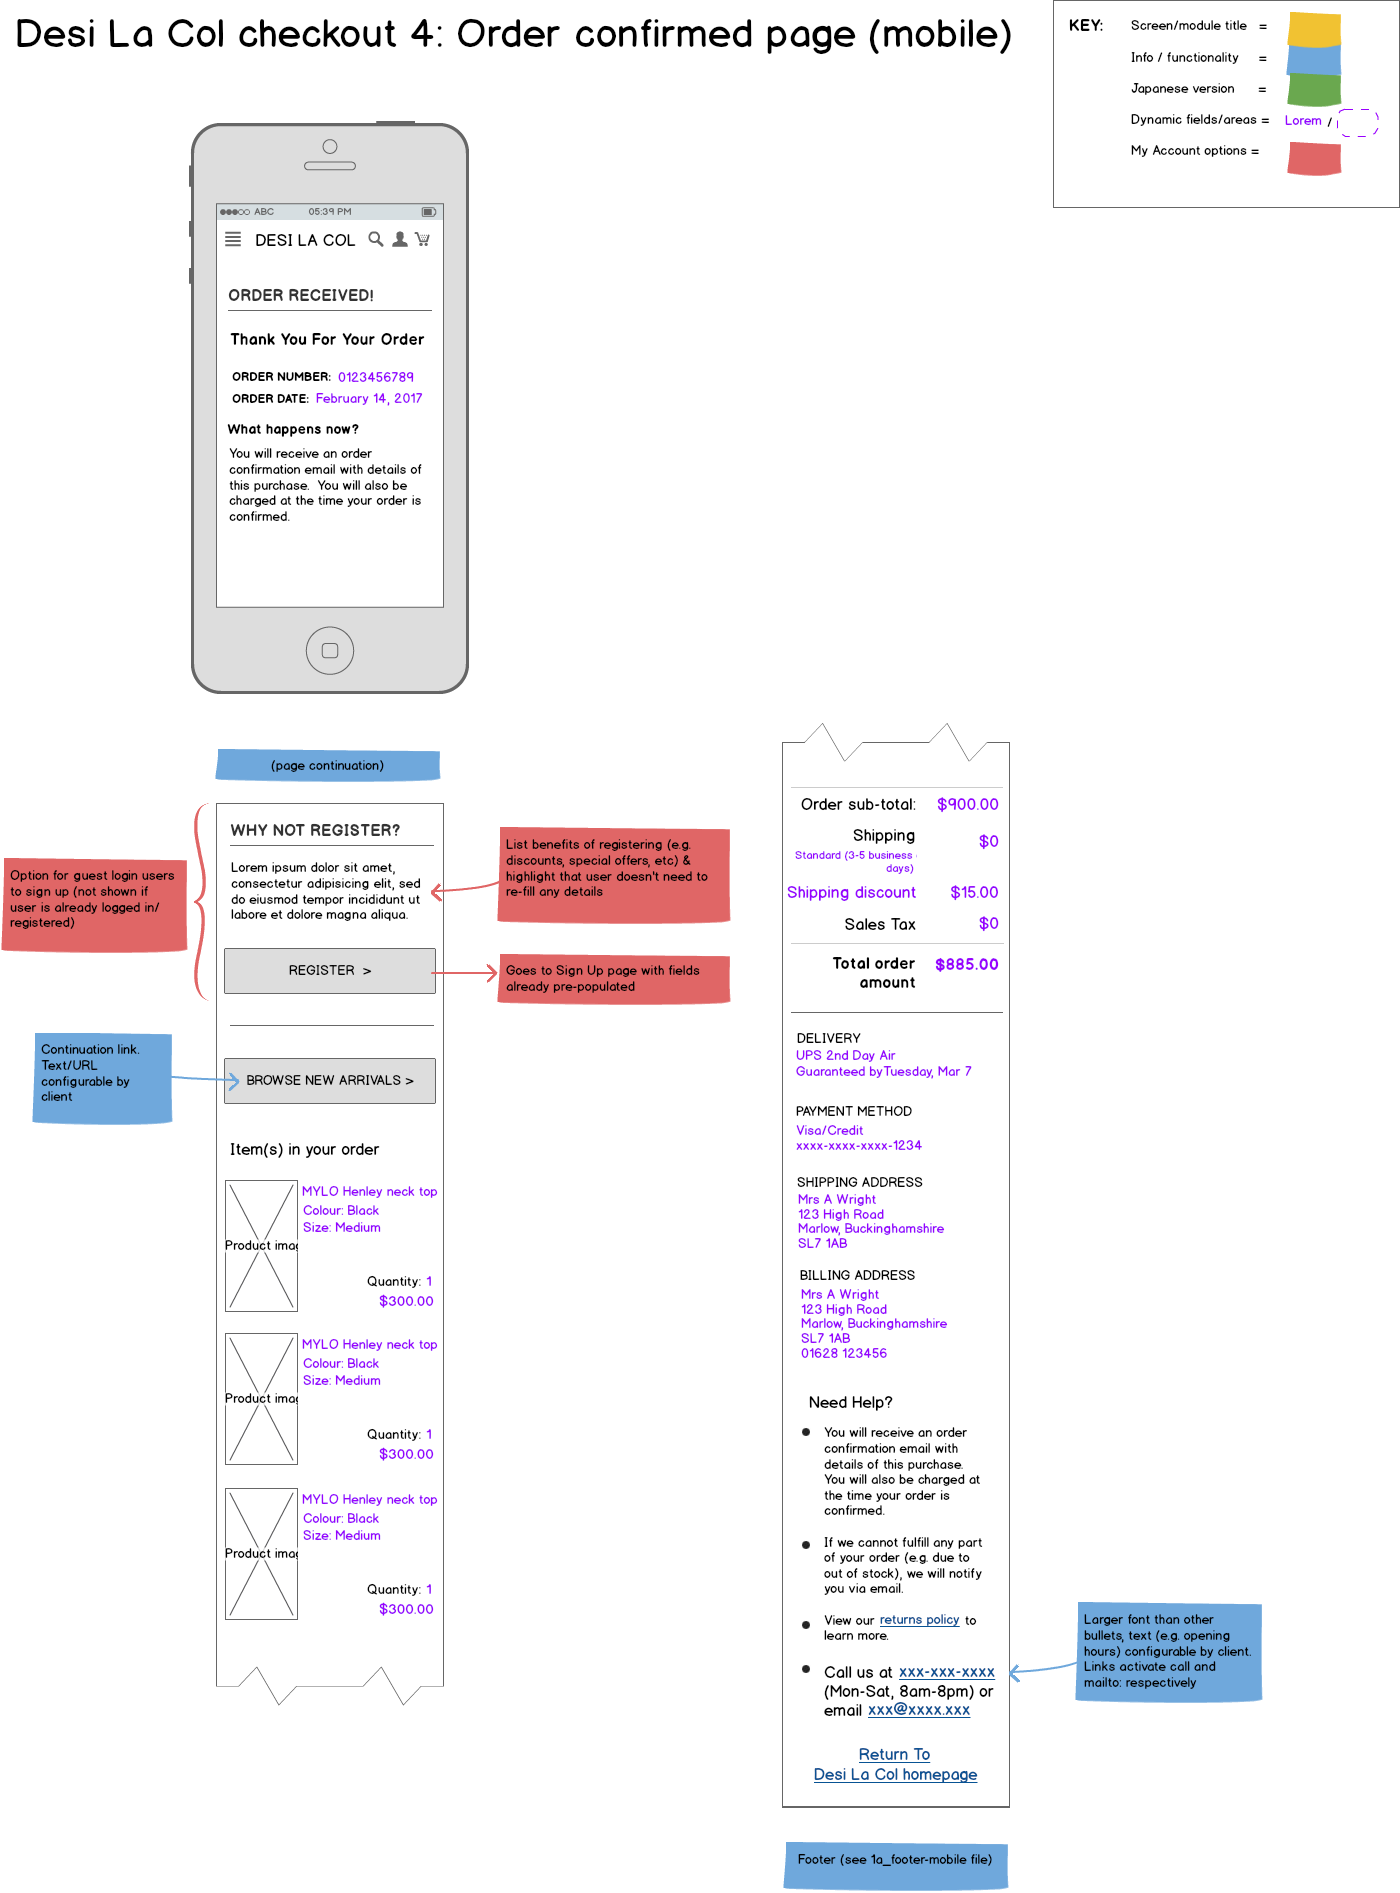 Desi La Col checkout 4: Order confirmed page (mobile)
KEY:
Screen/module title =
Info / functionality =
Japanese version =
Dynamic fields/areas = Lorem /
My Account options =
ABC 05:39 PM
DESI LA COL
ORDER RECEIVED!
Thank You For Your Order
ORDER NUMBER: 0123456789
ORDER DATE: February 14, 2017
What happens now?
You will receive an order
confirmation email with details of
this purchase. You will also be
charged at the time your order is
confirmed.
(page continuation)
WHY NOT REGISTER?
Lorem ipsum dolor sit amet,
consectetur adipisicing elit, sed
do eiusmod tempor incididunt ut
labore et dolore magna aliqua.
REGISTER >
Option for guest login users
to sign up (not shown if
user is already logged in/
registered)
List benefits of registering (e.g.
discounts, special offers, etc) &
highlight that user doesn't need to
re-fill any details
Goes to Sign Up page with fields
already pre-populated
Continuation link.
Text/URL
configurable by
client
BROWSE NEW ARRIVALS >
Item(s) in your order
MYLO Henley neck top
Colour: Black
Size: Medium
Product imag
Quantity: 1
$300.00
MYLO Henley neck top
Colour: Black
Size: Medium
Product imag
Quantity: 1
$300.00
MYLO Henley neck top
Colour: Black
Size: Medium
Product imag
Quantity: 1
$300.00
Order sub-total: $900.00
Shipping $0
Standard (3-5 business
days)
Shipping discount $15.00
Sales Tax $0
Total order $885.00
amount
DELIVERY
UPS 2nd Day Air
Guaranteed byTuesday, Mar 7
PAYMENT METHOD
Visa/Credit
xxxx-xxxx-xxxx-1234
SHIPPING ADDRESS
Mrs A Wright
123 High Road
Marlow, Buckinghamshire
SL7 1AB
BILLING ADDRESS
Mrs A Wright
123 High Road
Marlow, Buckinghamshire
SL7 1AB
01628 123456
Need Help?
You will receive an order
confirmation email with
details of this purchase.
You will also be charged at
the time your order is
confirmed.
If we cannot fulfill any part
of your order (e.g. due to
out of stock), we will notify
you via email.
View our returns policy to
learn more.
Call us at xxx-xxx-xxxx
(Mon-Sat, 8am-8pm) or
email xxx@xxxx.xxx
Return To
Desi La Col homepage
Larger font than other
bullets, text (e.g. opening
hours) configurable by client.
Links activate call and
mailto: respectively
Footer (see 1a_footer-mobile file)